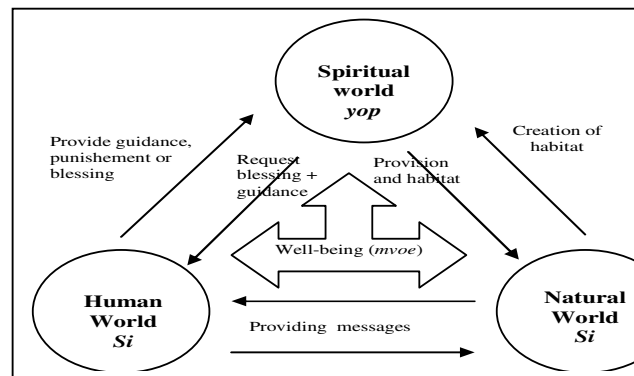 Spiritual
world
yop
Provide guidance,
punishement or
blessing
Request
blessing +
guidance
Provision
and habitat
Creation of
habitat
Well-being (mvoe)
Human
World
Si
Natural
World
Si
Providing messages